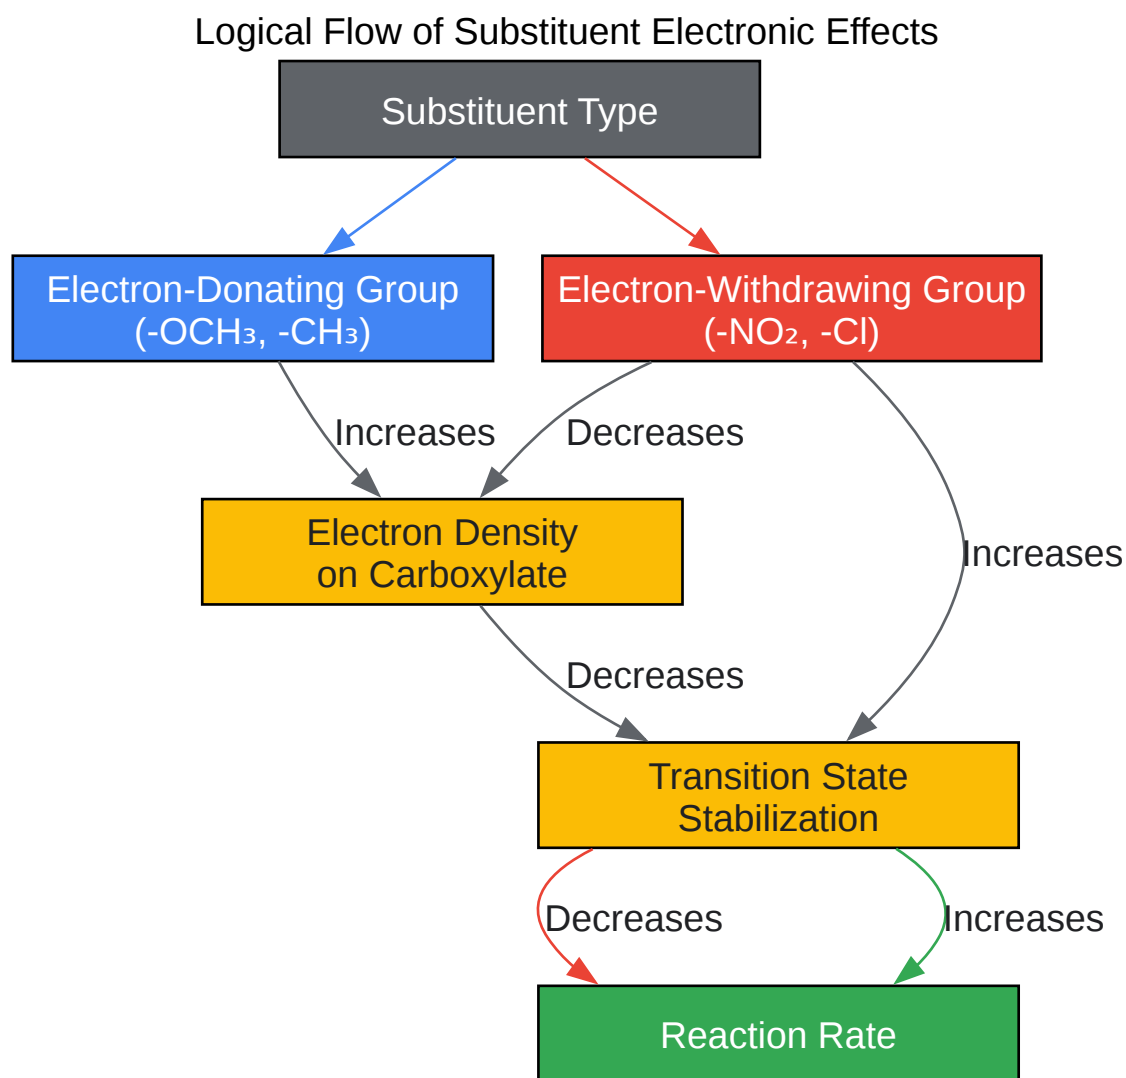 Logical Flow of Substituent Electronic Effects
Substituent Type
Electron-Donating Group
(-OCH₃, -CH₃)
Electron-Withdrawing Group
(-NO₂, -Cl)
Increases
Decreases
Electron Density
on Carboxylate
Increases
Decreases
Transition State
Stabilization
Decreases
Increases
Reaction Rate